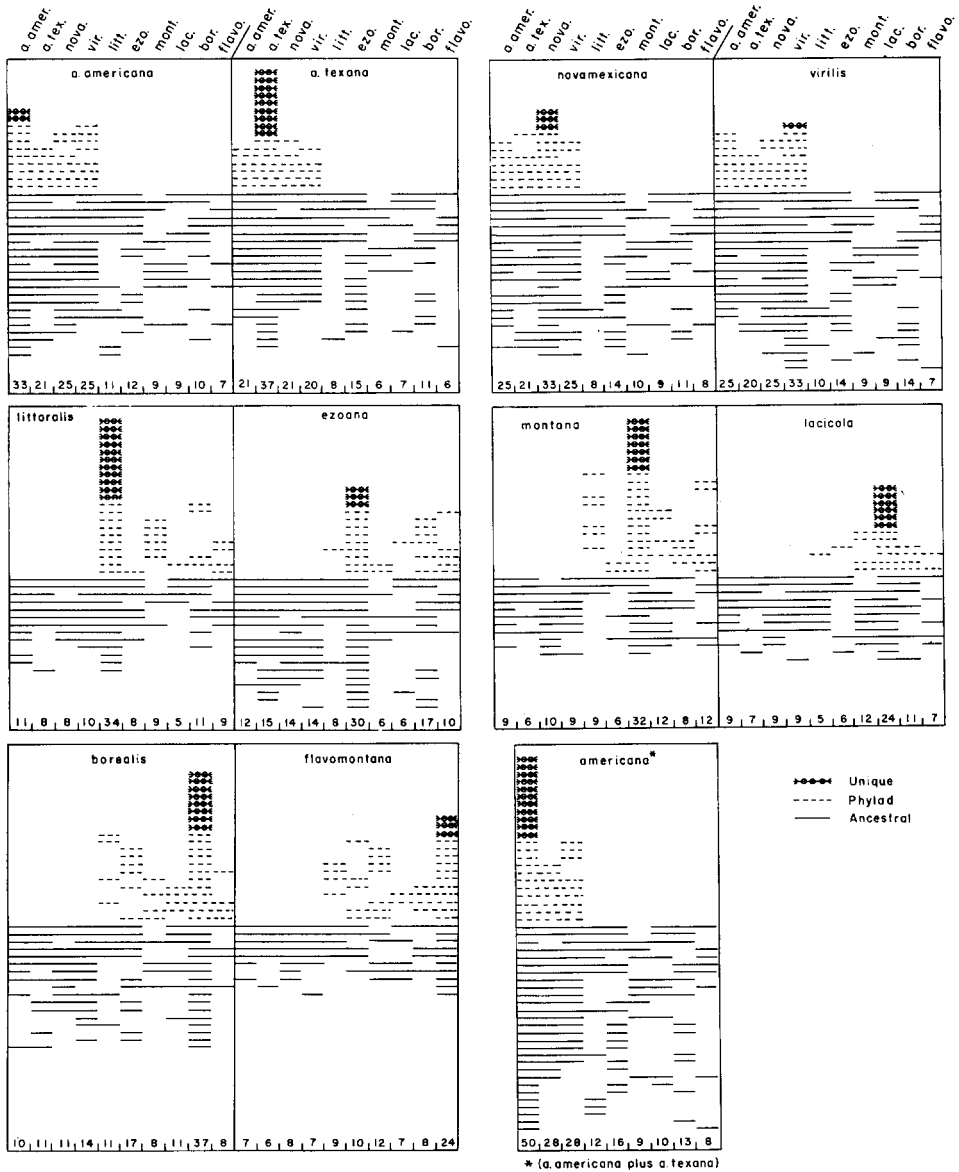 a. amer. a. tex. nova. vir. litt. ezo. mont. lac. bor. flavo. a. amer. a. tex. nova. vir. litt. ezo. mont. lac. bor. flavo.
a. amer. a. tex. nova. vir. litt. ezo. mont. lac. bor. flavo. a. amer. a. tex. nova. vir. litt. ezo. mont. lac. bor. flavo.
a. americana a. texana
novamexicana virilis
33 21 25 25 11 12 9 9 10 7 21 37 21 20 8 15 6 7 11 6
25 21 33 25 8 14 10 9 11 8 25 20 25 33 10 14 9 9 14 7
littoralis ezoana
montana lacicola
11 8 8 10 34 8 9 5 11 9 12 15 14 14 8 30 6 6 17 10
9 6 10 9 9 6 32 12 8 12 9 7 9 9 5 6 12 24 11 7
borealis flavomontana
americana*
Unique
Phylad
Ancestral
10 11 11 14 11 17 8 11 37 8 7 6 8 7 9 10 12 7 8 24
50 28 28 12 16 9 10 13 8
* (a. americana plus a. texana)